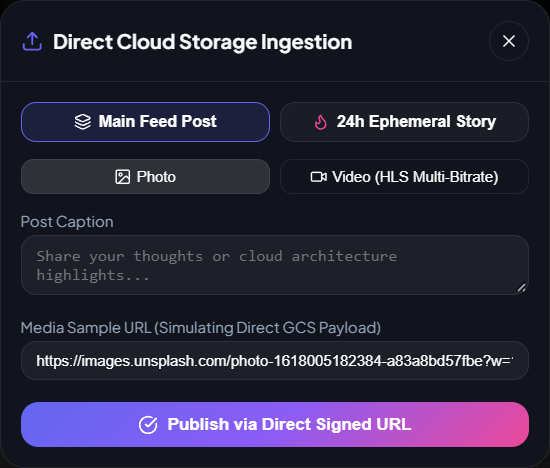 Direct Cloud Storage Ingestion
Main Feed Post
24h Ephemeral Story
Photo
Video (HLS Multi-Bitrate)
Post Caption
Share your thoughts or cloud architecture
highlights...
Media Sample URL (Simulating Direct GCS Payload)
https://images.unsplash.com/photo-1618005182384-a83a8bd57fbe?w=
Publish via Direct Signed URL